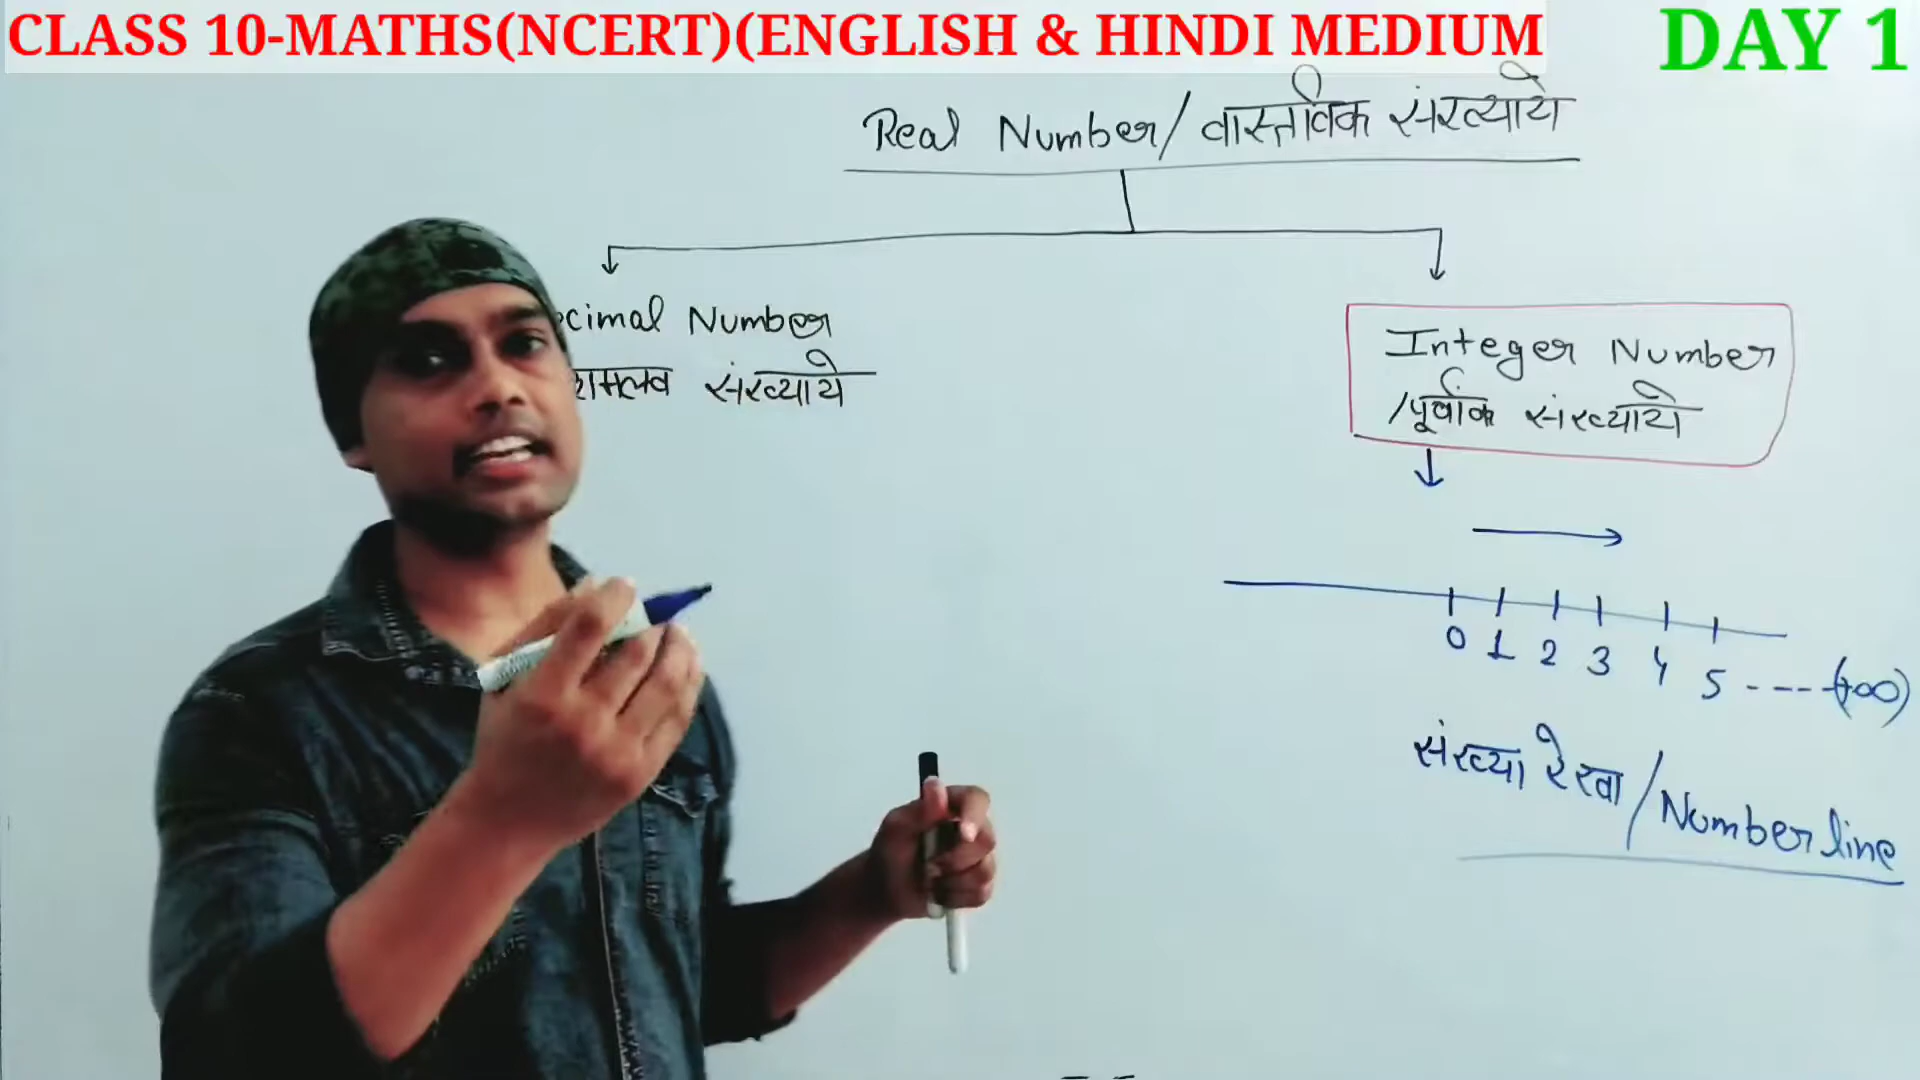 CLASS 10-MATHS(NCERT)(ENGLISH & HINDI MEDIUM
DAY 1
Real Number/ वास्तविक संख्याये
cimal Number
संख्याये
Integer Number
/पूर्णांक संख्याये
0 1 2 3 4 5 ---- (+∞)
संख्या रेखा / Number line